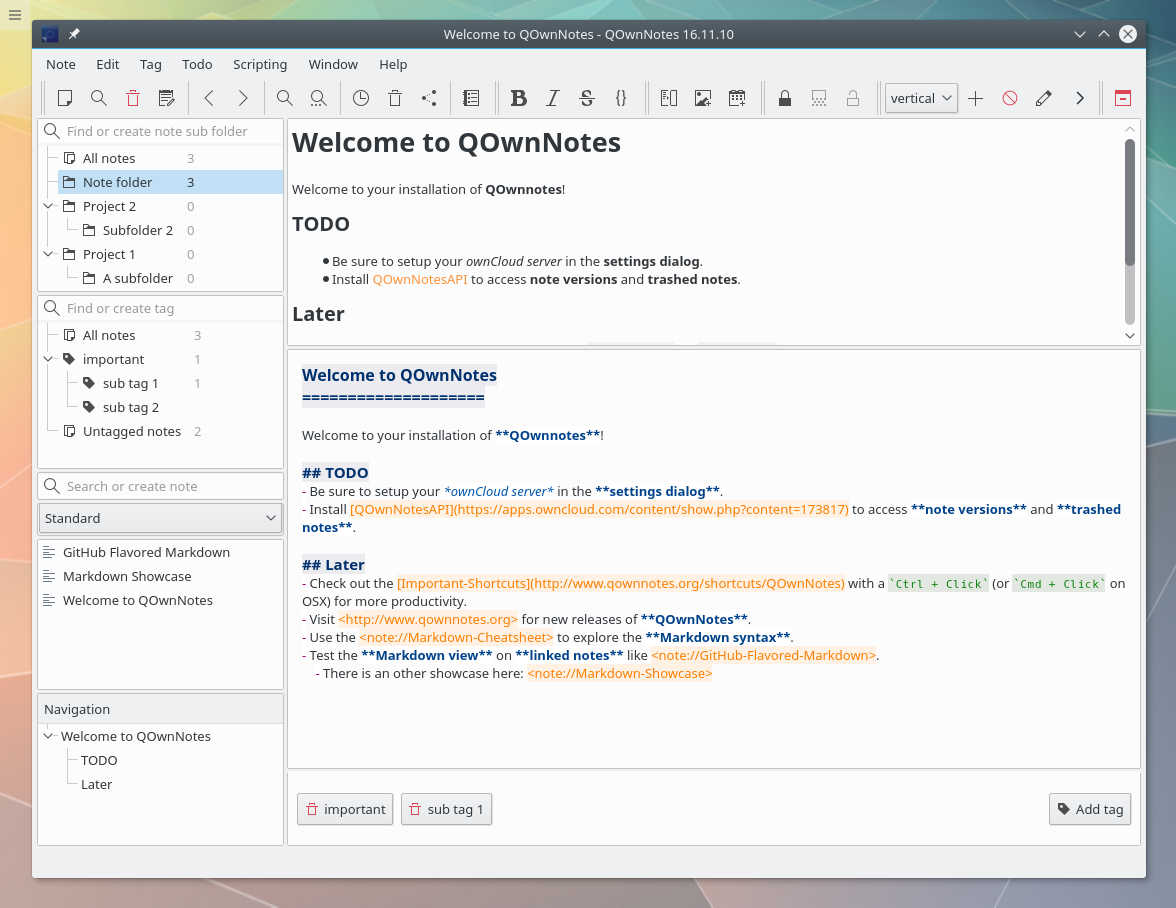 Welcome to QOwnNotes - QOwnNotes 16.11.10
Note Edit Tag Todo Scripting Window Help
B I S {} vertical
Find or create note sub folder
All notes 3
Note folder 3
Project 2 0
Subfolder 2 0
Project 1 0
A subfolder 0
Find or create tag
All notes 3
important 1
sub tag 1 1
sub tag 2
Untagged notes 2
Search or create note
Standard
GitHub Flavored Markdown
Markdown Showcase
Welcome to QOwnNotes
Navigation
Welcome to QOwnNotes
TODO
Later
Welcome to QOwnNotes
Welcome to your installation of QOwnnotes!
TODO
• Be sure to setup your ownCloud server in the settings dialog.
• Install QOwnNotesAPI to access note versions and trashed notes.
Later
Welcome to QOwnNotes
====================
Welcome to your installation of **QOwnnotes**!
## TODO
- Be sure to setup your *ownCloud server* in the **settings dialog**.
- Install [QOwnNotesAPI](https://apps.owncloud.com/content/show.php?content=173817) to access **note versions** and **trashed
notes**.
## Later
- Check out the [Important-Shortcuts](http://www.qownnotes.org/shortcuts/QOwnNotes) with a `Ctrl + Click` (or `Cmd + Click` on
OSX) for more productivity.
- Visit <http://www.qownnotes.org> for new releases of **QOwnNotes**.
- Use the <note://Markdown-Cheatsheet> to explore the **Markdown syntax**.
- Test the **Markdown view** on **linked notes** like <note://GitHub-Flavored-Markdown>.
- There is an other showcase here: <note://Markdown-Showcase>
important sub tag 1 Add tag